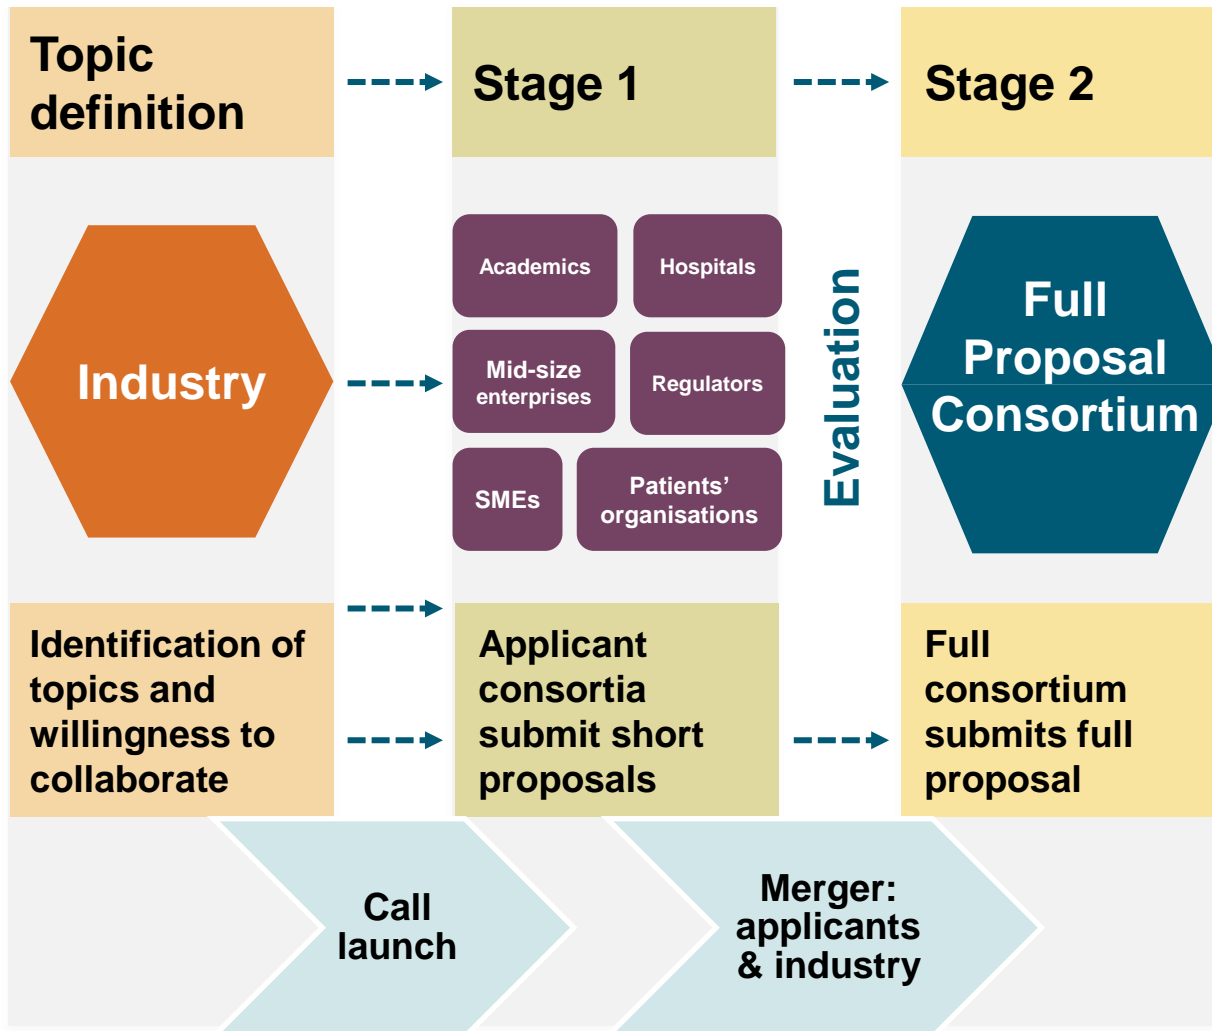 Topic
definition
Stage 1
Stage 2
Industry
Academics
Hospitals
Mid-size
enterprises
Regulators
SMEs
Patients’
organisations
Evaluation
Full
Proposal
Consortium
Identification of
topics and
willingness to
collaborate
Applicant
consortia
submit short
proposals
Full
consortium
submits full
proposal
Call
launch
Merger:
applicants
& industry